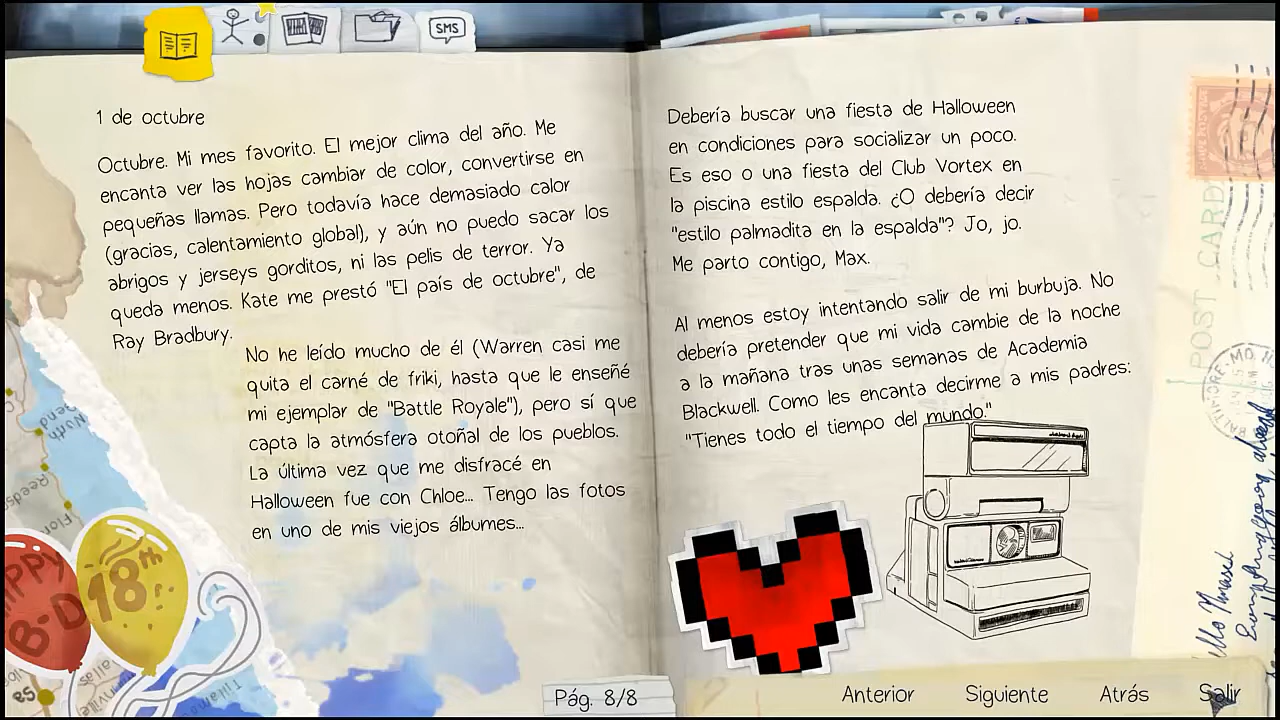 SMS
1 de octubre
Octubre. Mi mes favorito. El mejor clima del año. Me
encanta ver las hojas cambiar de color, convertirse en
pequeñas llamas. Pero todavía hace demasiado calor
(gracias, calentamiento global), y aún no puedo sacar los
abrigos y jerseys gorditos, ni las pelis de terror. Ya
queda menos. Kate me prestó "El país de octubre", de
Ray Bradbury.
No he leído mucho de él (Warren casi me
quita el carné de friki, hasta que le enseñé
mi ejemplar de "Battle Royale"), pero sí que
capta la atmósfera otoñal de los pueblos.
La última vez que me disfracé en
Halloween fue con Chloe... Tengo las fotos
en uno de mis viejos álbumes...
North
Bend
Reeds
Flor
HAPPY
B-D
18th
Debería buscar una fiesta de Halloween
en condiciones para socializar un poco.
Es eso o una fiesta del Club Vortex en
la piscina estilo espalda. ¿O debería decir
"estilo palmadita en la espalda"? Jo, jo.
Me parto contigo, Max.
Al menos estoy intentando salir de mi burbuja. No
debería pretender que mi vida cambie de la noche
a la mañana tras unas semanas de Academia
Blackwell. Como les encanta decirme a mis padres:
"Tienes todo el tiempo del mundo."
POST CARD
BALTIMORE, MD.
Pág. 8/8
Anterior
Siguiente
Atrás
Salir